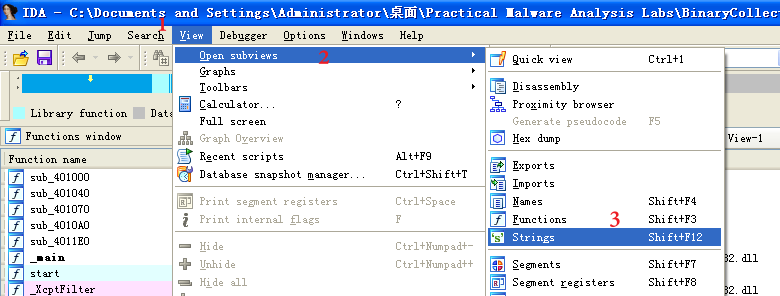 IDA - C:\Documents and Settings\Administrator\桌面\Practical Malware Analysis Labs\BinaryCollec
1
File Edit Jump Search View Debugger Options Windows Help
Open subviews
2
Graphs
Toolbars
Calculator... ?
Full screen
Graph Overview
Recent scripts Alt+F9
Database snapshot manager... Ctrl+Shift+T
Print segment registers Ctrl+Space
Print internal flags F
Hide Ctrl+Numpad+-
Unhide Ctrl+Numpad++
Hide all
Quick view Ctrl+1
Disassembly
Proximity browser
Generate pseudocode F5
Hex dump
Exports
Imports
Names Shift+F4
Functions Shift+F3
3
Strings Shift+F12
Segments Shift+F7
Segment registers Shift+F8
Library function Data
Functions window
View-1
Function name
sub_401000
sub_401040
sub_401070
sub_4010A0
sub_4011E0
_main
start
_XcptFilter
32.dll
32.dll